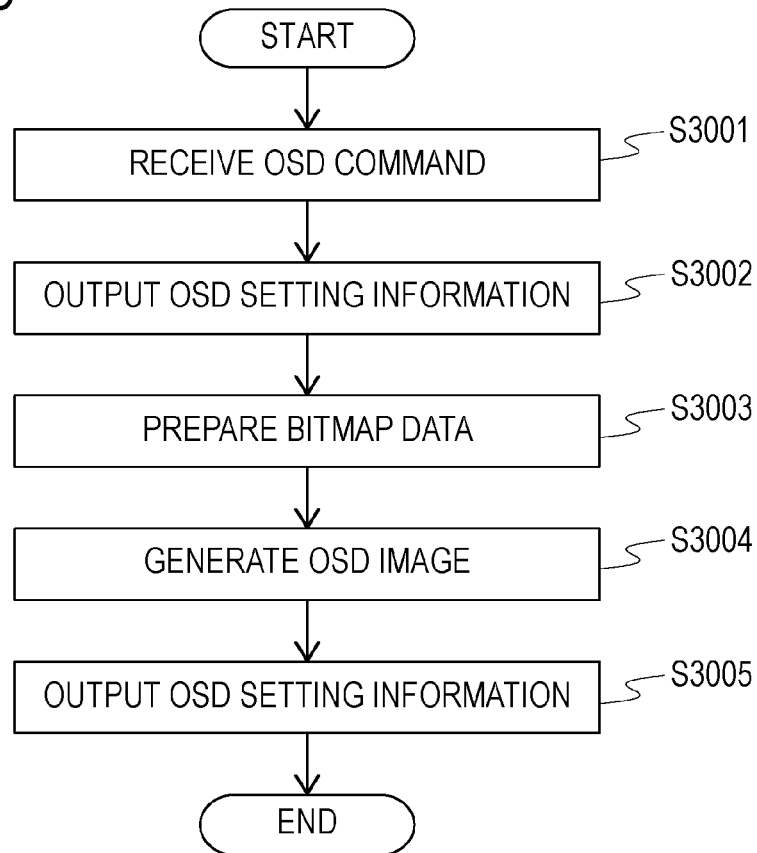 START
RECEIVE OSD COMMAND
S3001
OUTPUT OSD SETTING INFORMATION
S3002
PREPARE BITMAP DATA
S3003
GENERATE OSD IMAGE
S3004
OUTPUT OSD SETTING INFORMATION
S3005
END